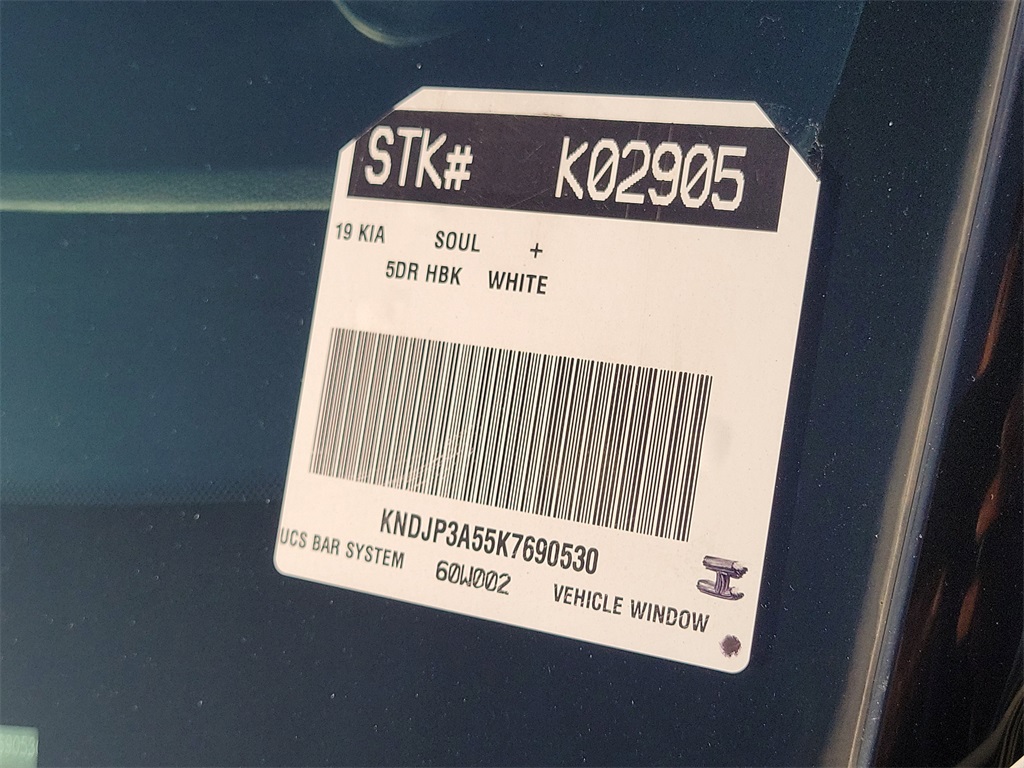 STK# K02905
19 KIA SOUL +
5DR HBK WHITE
KNDJP3A55K7690530
UCS BAR SYSTEM 60W002 VEHICLE WINDOW